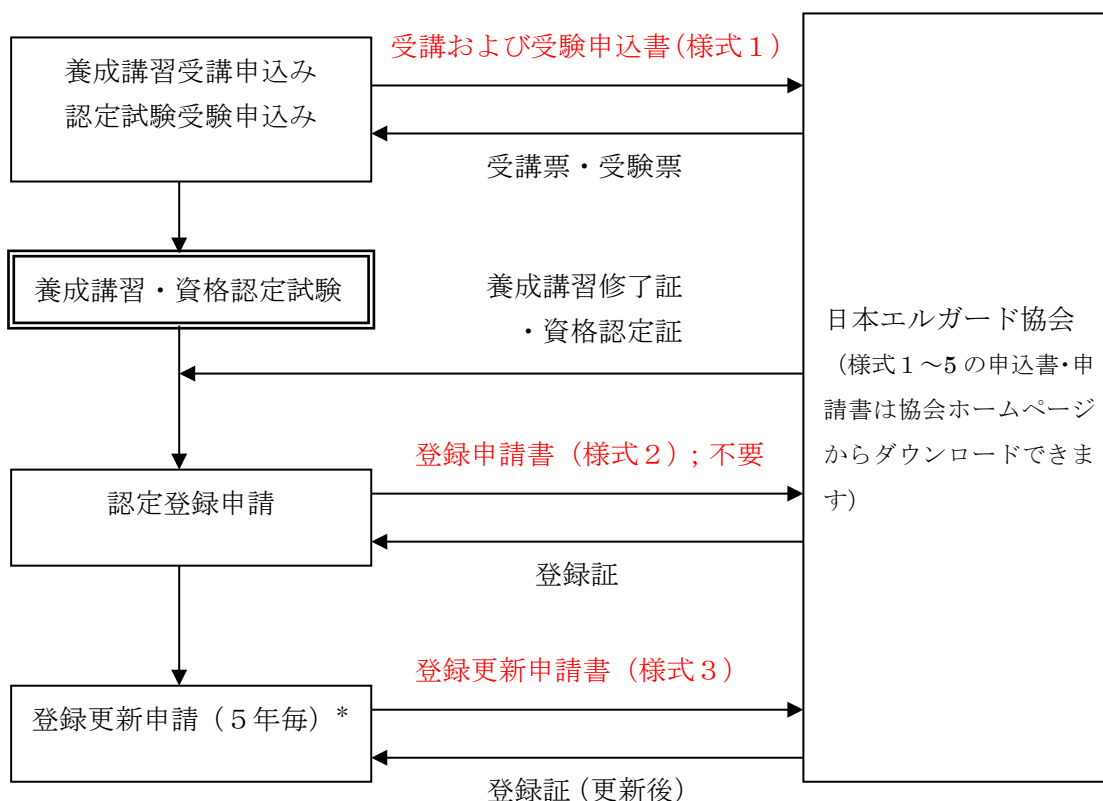 受講および受験申込書(様式１)
養成講習受講申込み
認定試験受験申込み
受講票・受験票
養成講習・資格認定試験
養成講習修了証
・資格認定証
日本エルガード協会
（様式１～5 の申込書･申
請書は協会ホームページ
からダウンロードできま
す）
登録申請書（様式２）; 不要
認定登録申請
登録証
登録更新申請書（様式３）
登録更新申請（５年毎）*
登録証（更新後）